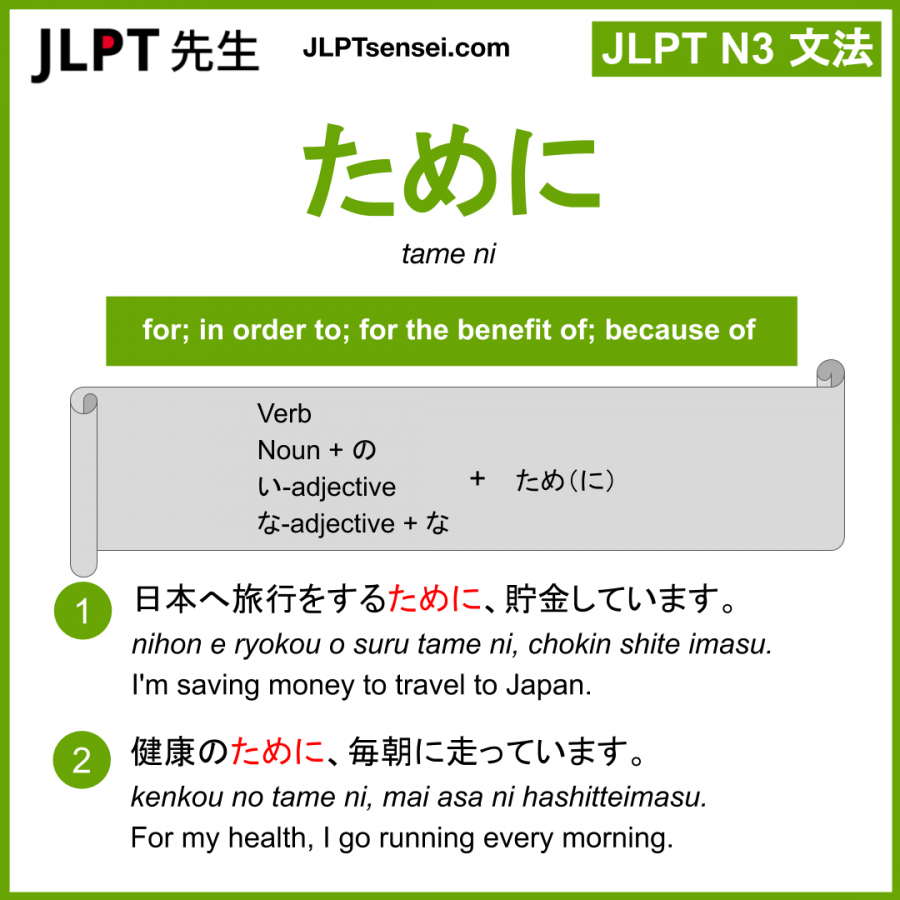 JLPT 先生
JLPTsensei.com
JLPT N3 文法
ために
tame ni
for; in order to; for the benefit of; because of
Verb
Noun + の
い-adjective
な-adjective + な
+ ため(に)
1 日本へ旅行をするために、貯金しています。
nihon e ryokou o suru tame ni, chokin shite imasu.
I'm saving money to travel to Japan.
2 健康のために、毎朝に走っています。
kenkou no tame ni, mai asa ni hashitteimasu.
For my health, I go running every morning.